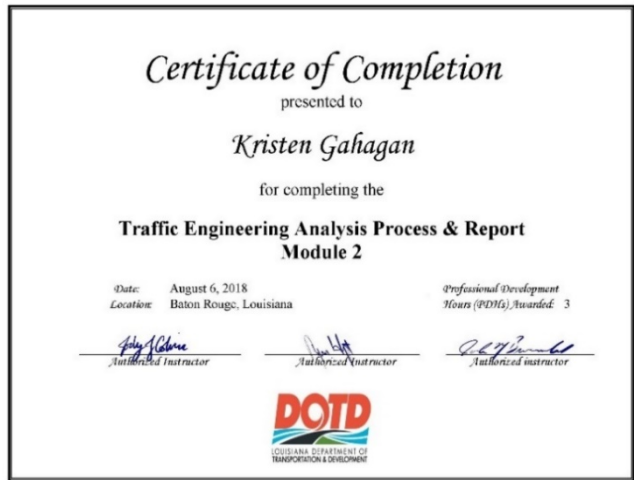 Certificate of Completion
presented to
Kristen Gahagan
for completing the
Traffic Engineering Analysis Process & Report
Module 2
Date: August 6, 2018
Location: Baton Rouge, Louisiana
Professional Development
Hours (PDHs) Awarded: 3
Authorized Instructor
Authorized Instructor
Authorized instructor
DOTD
LOUISIANA DEPARTMENT OF
TRANSPORTATION & DEVELOPMENT